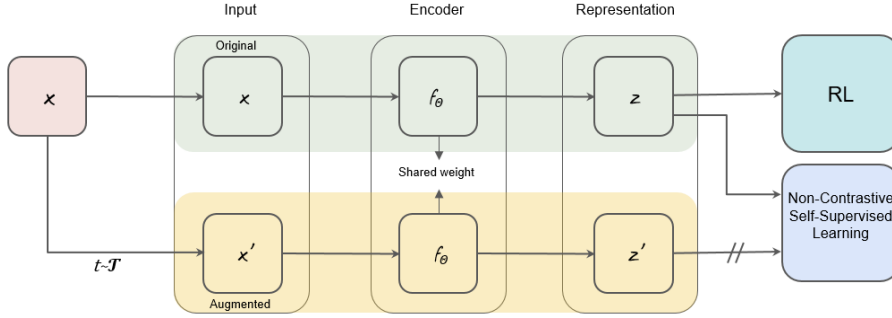 Input
Encoder
Representation
Original
x
x
f_θ
z
RL
Shared weight
Non-Contrastive
Self-Supervised
Learning
x′
f_θ
z′
t~𝒯
Augmented